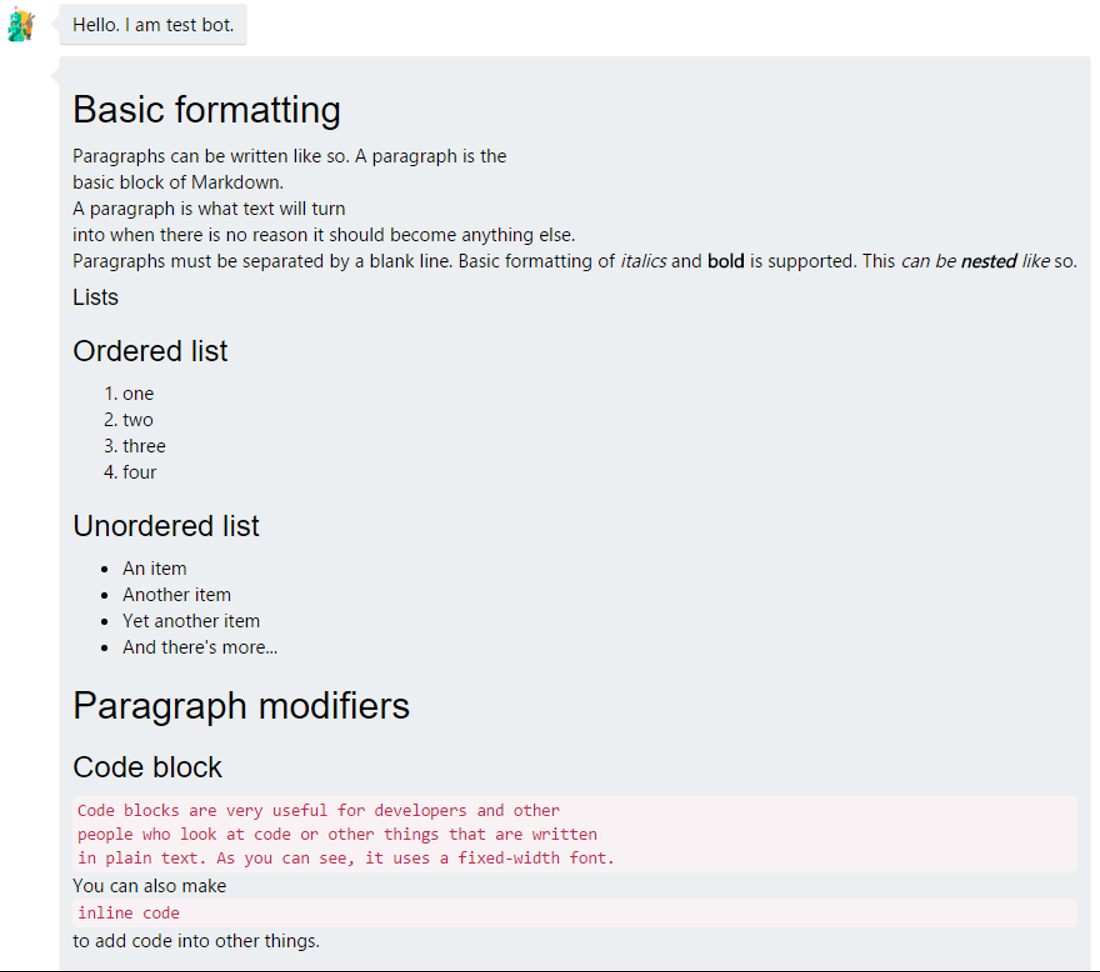 Hello. I am test bot.
Basic formatting
Paragraphs can be written like so. A paragraph is the
basic block of Markdown.
A paragraph is what text will turn
into when there is no reason it should become anything else.
Paragraphs must be separated by a blank line. Basic formatting of italics and bold is supported. This can be nested like so.
Lists
Ordered list
1. one
2. two
3. three
4. four
Unordered list
• An item
• Another item
• Yet another item
• And there's more...
Paragraph modifiers
Code block
Code blocks are very useful for developers and other
people who look at code or other things that are written
in plain text. As you can see, it uses a fixed-width font.
You can also make
inline code
to add code into other things.